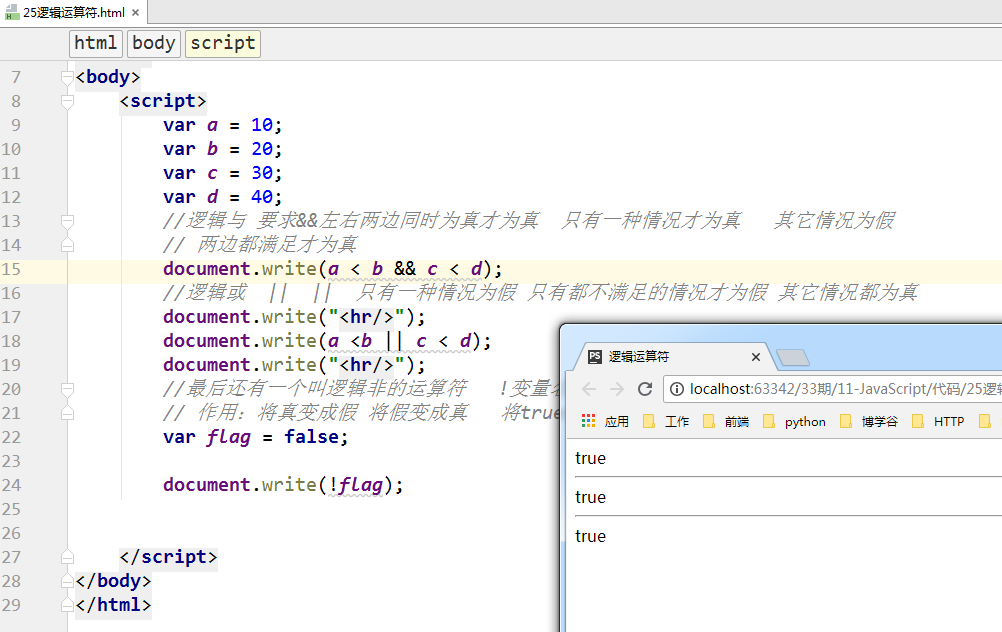 25逻辑运算符.html
html body script
7 <body>
8 <script>
9 var a = 10;
10 var b = 20;
11 var c = 30;
12 var d = 40;
13 //逻辑与 要求&&左右两边同时为真才为真  只有一种情况才为真   其它情况为假
14 // 两边都满足才为真
15 document.write(a < b && c < d);
16 //逻辑或  ||  ||  只有一种情况为假 只有都不满足的情况才为假 其它情况都为真
17 document.write("<hr/>");
18 document.write(a <b || c < d);
19 document.write("<hr/>");
20 //最后还有一个叫逻辑非的运算符   !变量
21 // 作用: 将真变成假 将假变成真   将true
22 var flag = false;
23
24 document.write(!flag);
25
26
27 </script>
28 </body>
29 </html>
PS 逻辑运算符
localhost:63342/33期/11-JavaScript/代码/25逻
应用 工作 前端 python 博学谷 HTTP
true
true
true